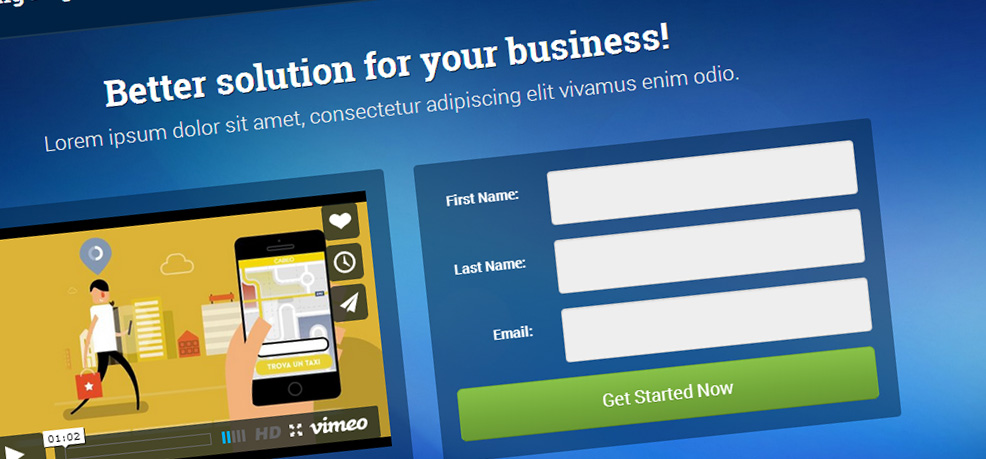 Better solution for your business!
Lorem ipsum dolor sit amet, consectetur adipiscing elit vivamus enim odio.
First Name:
Last Name:
Email:
Get Started Now
TROVA UN TAXI
01:02
HD
vimeo